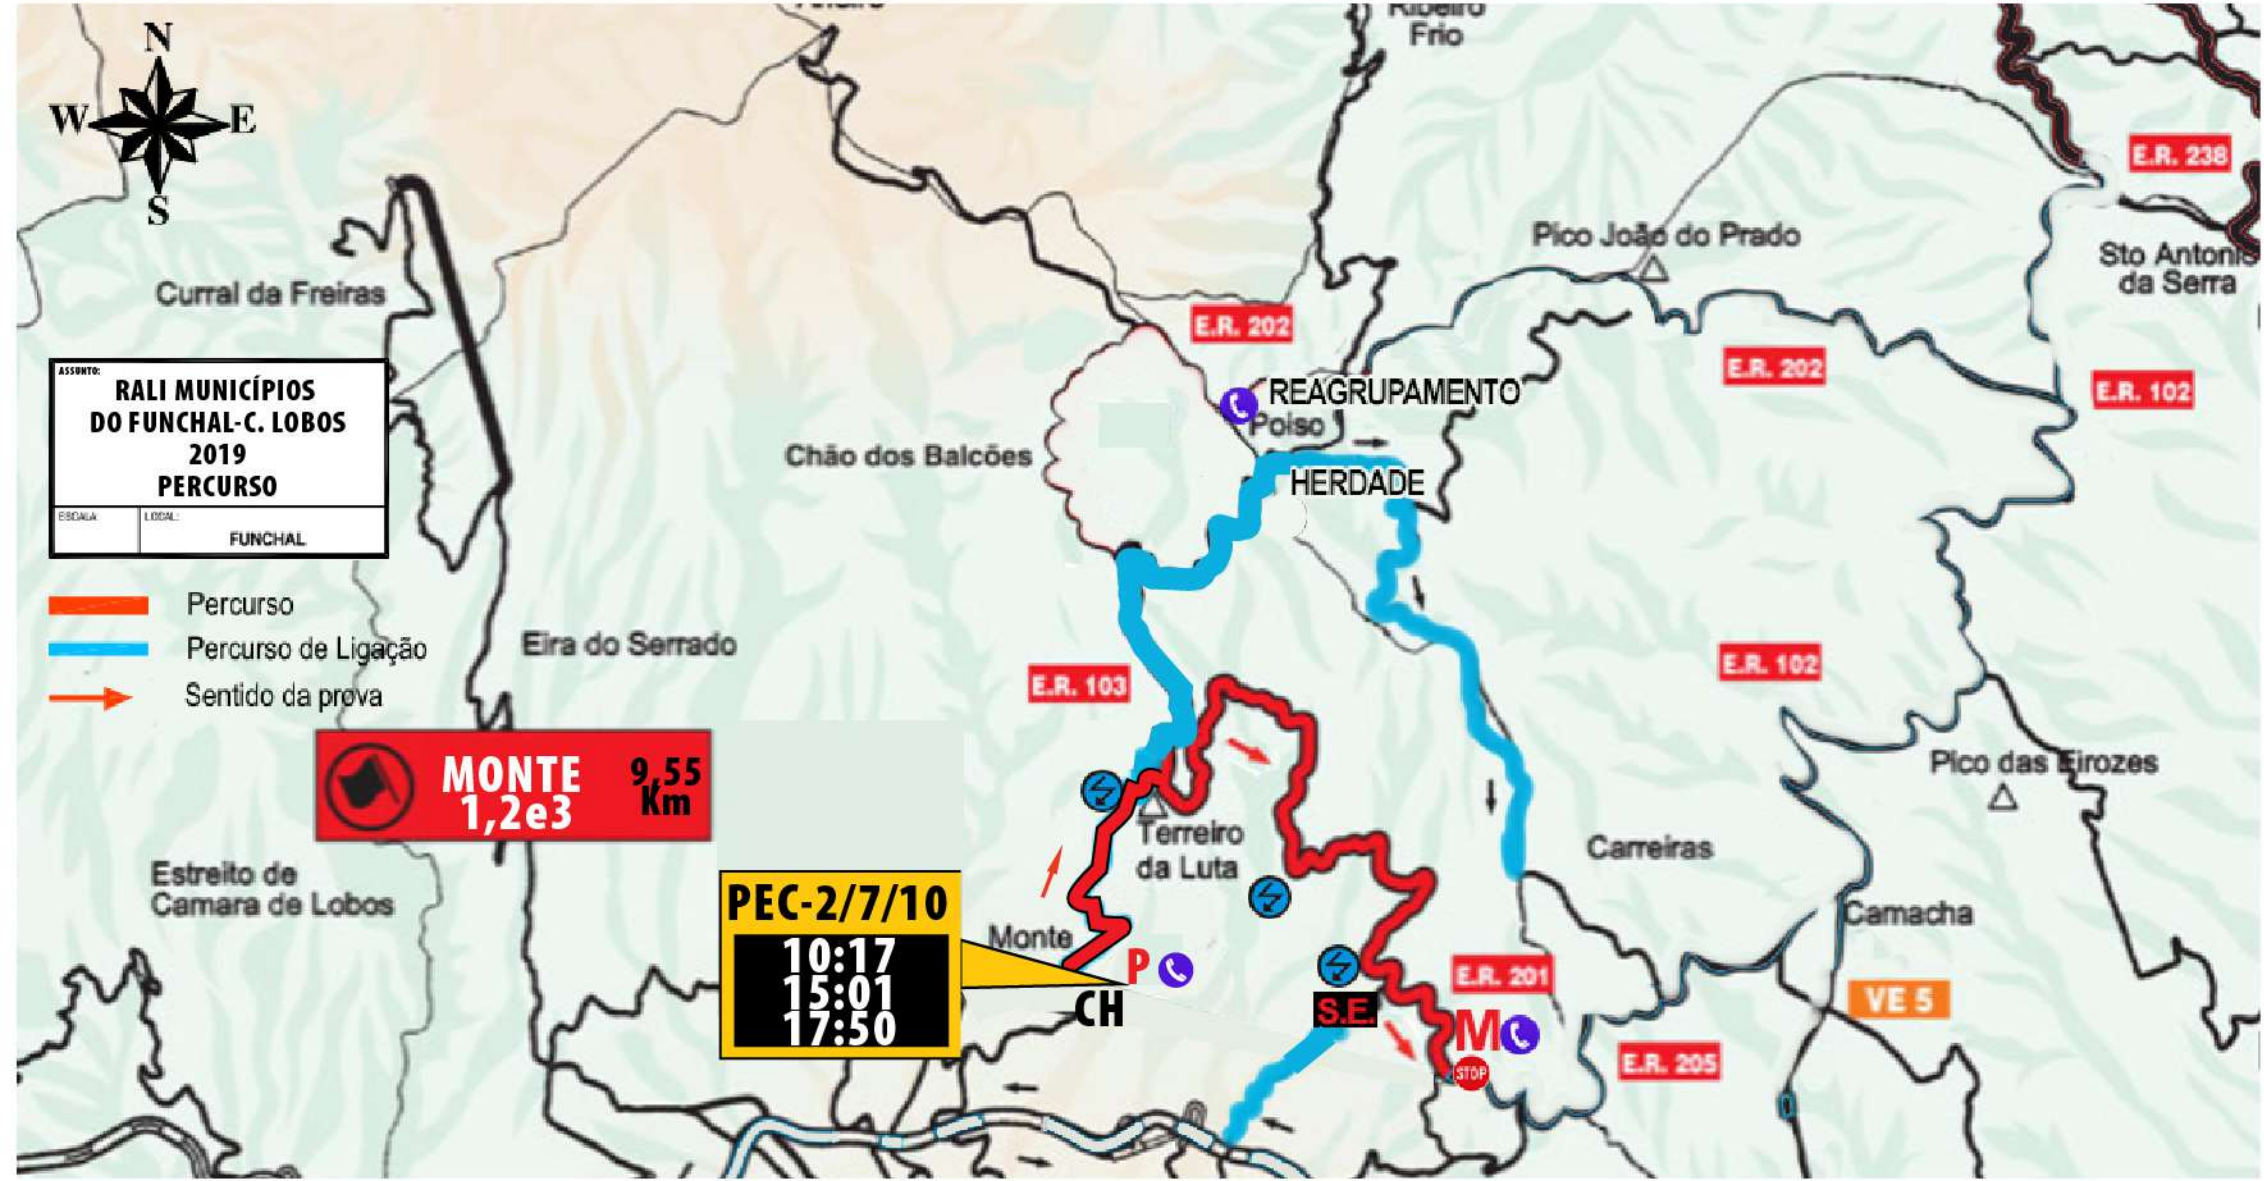 Ribeiro
Frio
N
W
E
S
E.R. 238
Pico João do Prado
Sto Antonio
da Serra
Curral da Freiras
E.R. 202
E.R. 202
E.R. 102
ASSUNTO:
RALI MUNICÍPIOS
DO FUNCHAL-C. LOBOS
2019
PERCURSO
ESCALA:
LOCAL:
FUNCHAL
REAGRUPAMENTO
Poiso
Chão dos Balcões
HERDADE
Percurso
Percurso de Ligação
Sentido da prova
Eira do Serrado
E.R. 103
E.R. 102
MONTE
1,2e3
9,55
Km
Pico das Eirozes
Terreiro
da Luta
Carreiras
Estreito de
Camara de Lobos
Camacha
PEC-2/7/10
10:17
15:01
17:50
Monte
P
CH
S.E.
E.R. 201
VE 5
M
STOP
E.R. 205